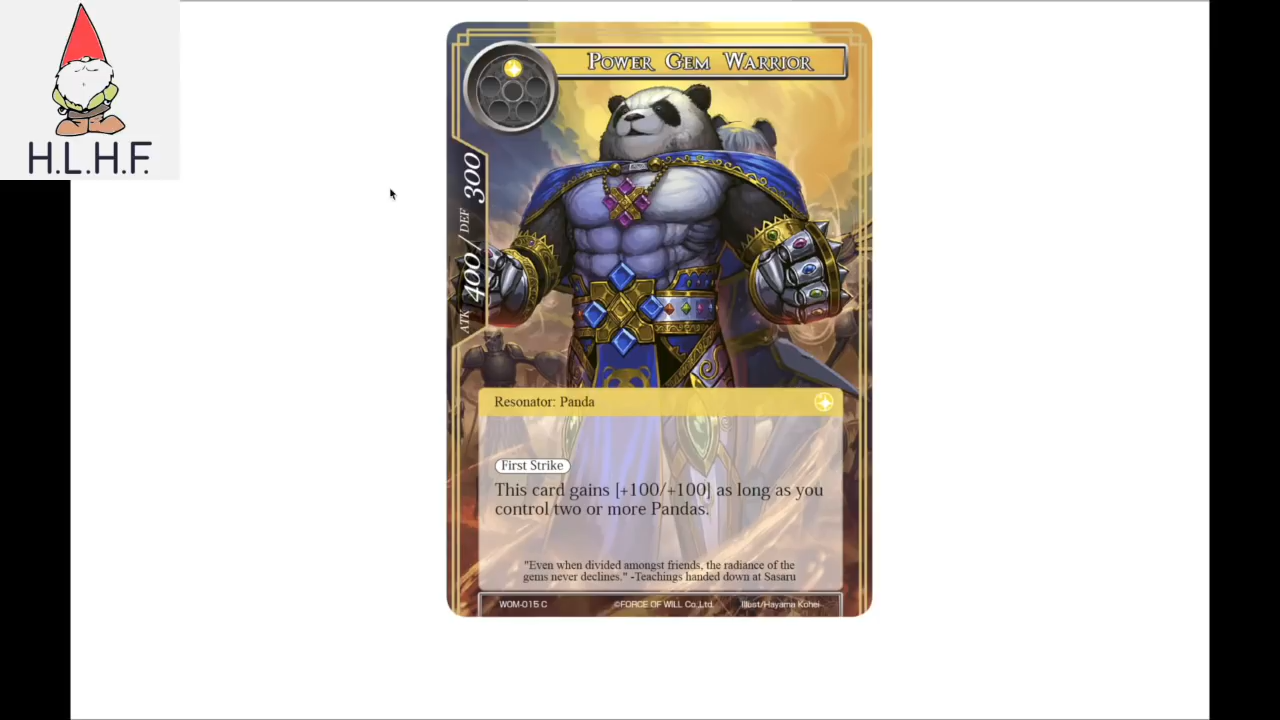 H.L.H.F.
POWER GEM WARRIOR
ATK 400 / DEF 300
Resonator: Panda
First Strike
This card gains [+100/+100] as long as you
control two or more Pandas.
"Even when divided amongst friends, the radiance of the
gems never declines." -Teachings handed down at Sasaru
WOM-015 C ©FORCE OF WILL Co.,Ltd. Illust/Hayama Kohei